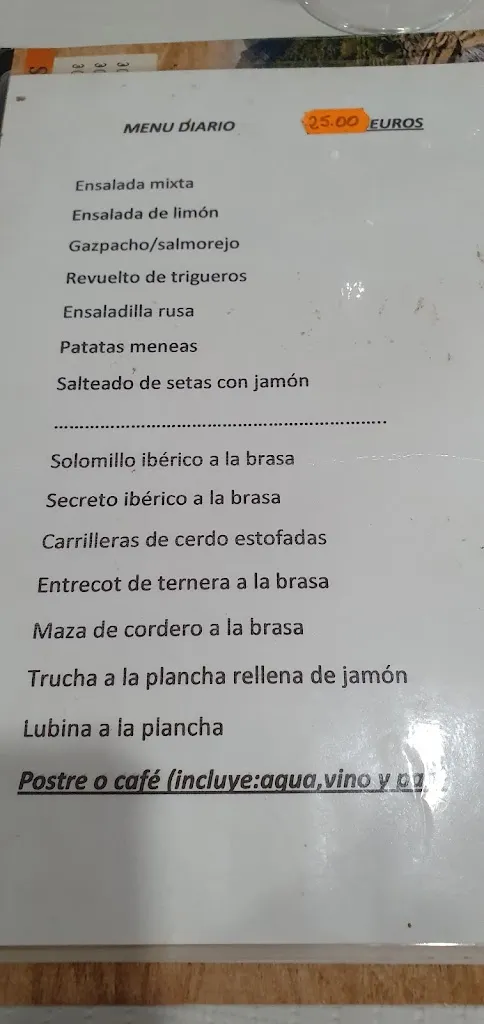 MENU DIARIO 25.00 EUROS
Ensalada mixta
Ensalada de limón
Gazpacho/salmorejo
Revuelto de trigueros
Ensaladilla rusa
Patatas meneas
Salteado de setas con jamón
Solomillo ibérico a la brasa
Secreto ibérico a la brasa
Carrilleras de cerdo estofadas
Entrecot de ternera a la brasa
Maza de cordero a la brasa
Trucha a la plancha rellena de jamón
Lubina a la plancha
Postre o café (incluye:agua,vino y pa